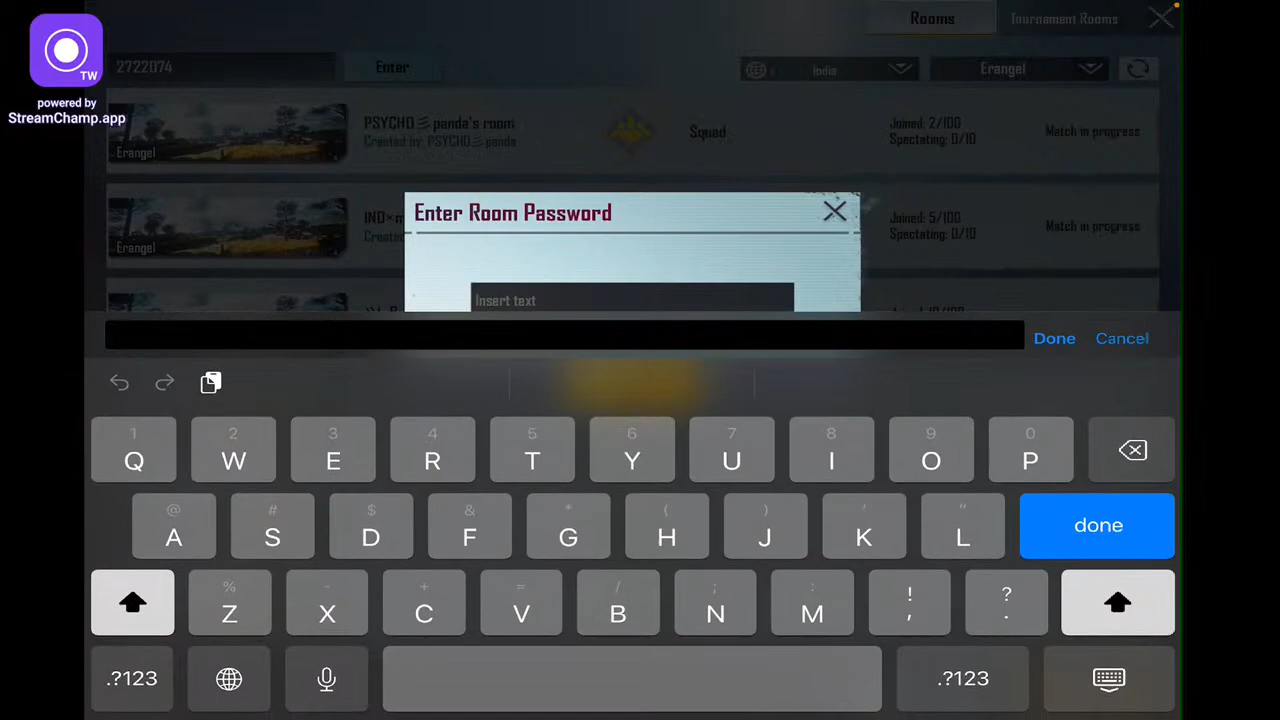 Rooms
Tournament Rooms
TW
powered by
StreamChamp.app
2722074
Enter
India
Erangel
PSYCHO彡panda's room
Created by: PSYCHO彡panda
Erangel
Squad
Joined: 2/100
Spectating: 0/10
Match in progress
Erangel
Joined: 5/100
Spectating: 0/10
Match in progress
Enter Room Password
Insert text
Done
Cancel
1 2 3 4 5 6 7 8 9 0
Q W E R T Y U I O P
@ # $ & * ( ) ' "
A S D F G H J K L
done
% - + = / ; : ! ?
Z X C V B N M , .
.?123
.?123